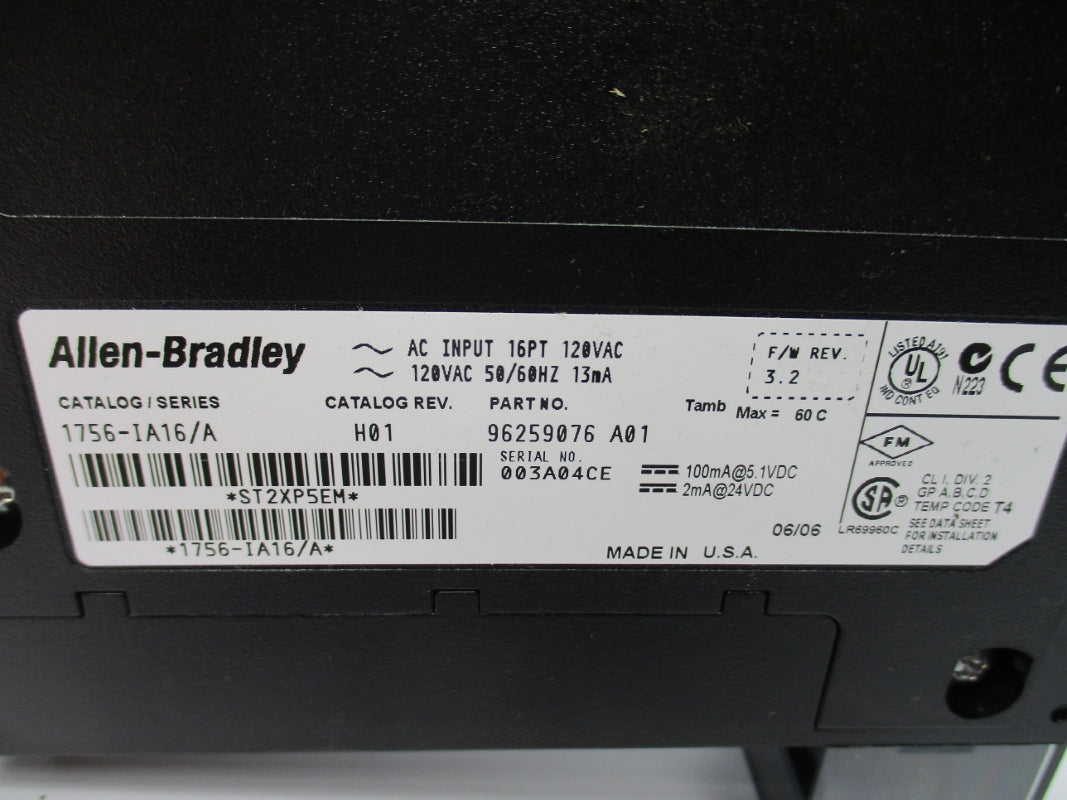 Allen-Bradley
AC INPUT 16PT 120VAC
120VAC 50/60HZ 13mA
F/W REV.
3.2
CATALOG/SERIES
CATALOG REV.
PART NO.
Tamb Max = 60 C
1756-IA16/A
H01
96259076 A01
SERIAL NO.
003A04CE
100mA@5.1VDC
2mA@24VDC
*ST2XP5EM*
*1756-IA16/A*
06/06
MADE IN U.S.A.
LISTED A191
UL
®
IND CONT EQ
N223
CE
FM
APPROVED
SA
®
LR69960C
CL I, DIV. 2
GP A,B,C,D
TEMP CODE T4
SEE DATA SHEET
FOR INSTALLATION
DETAILS